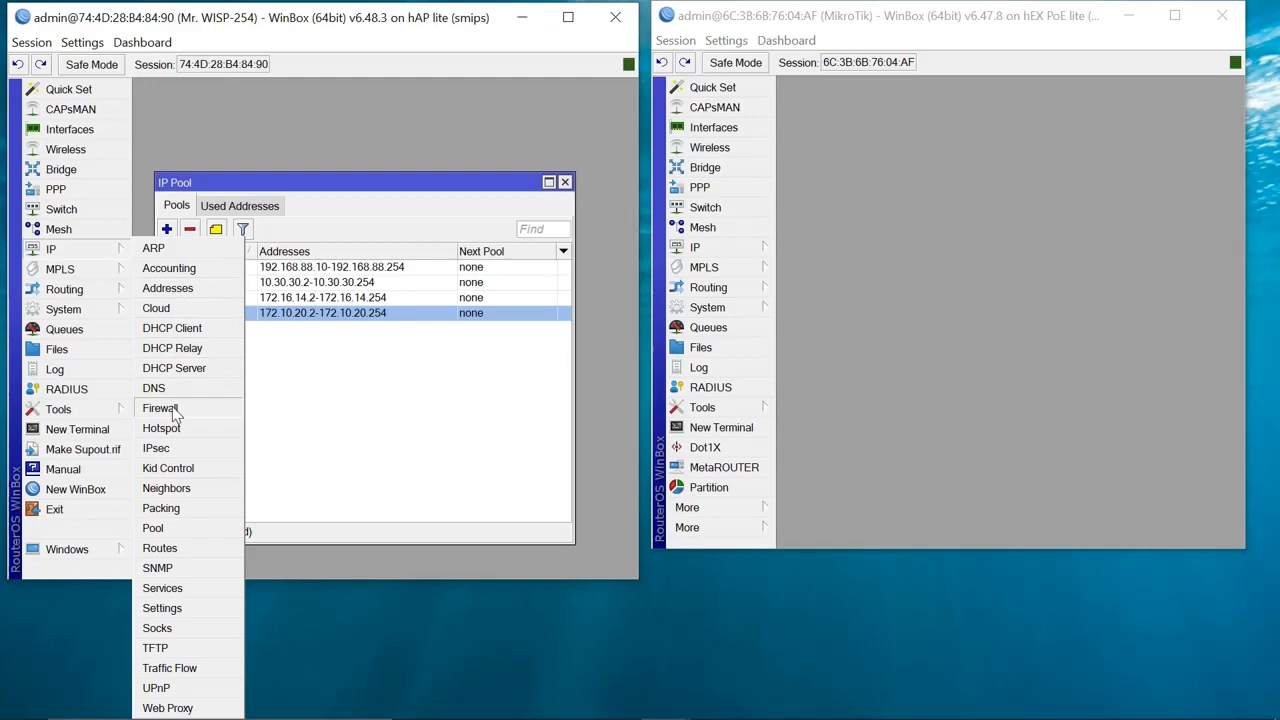 admin@74:4D:28:B4:84:90 (Mr. WISP-254) - WinBox (64bit) v6.48.3 on hAP lite (smips)
Session Settings Dashboard
Safe Mode Session: 74:4D:28:B4:84:90
Quick Set
CAPsMAN
Interfaces
Wireless
Bridge
PPP
Switch
Mesh
IP
MPLS
Routing
System
Queues
Files
Log
RADIUS
Tools
New Terminal
Make Supout.rif
Manual
New WinBox
Exit
Windows
RouterOS WinBox
ARP
Accounting
Addresses
Cloud
DHCP Client
DHCP Relay
DHCP Server
DNS
Firewall
Hotspot
IPsec
Kid Control
Neighbors
Packing
Pool
Routes
SNMP
Services
Settings
Socks
TFTP
Traffic Flow
UPnP
Web Proxy
IP Pool
Pools Used Addresses
Find
Addresses Next Pool
192.168.88.10-192.168.88.254 none
10.30.30.2-10.30.30.254 none
172.16.14.2-172.16.14.254 none
172.10.20.2-172.10.20.254 none
admin@6C:3B:6B:76:04:AF (MikroTik) - WinBox (64bit) v6.47.8 on hEX PoE lite (...
Session Settings Dashboard
Safe Mode Session: 6C:3B:6B:76:04:AF
Quick Set
CAPsMAN
Interfaces
Wireless
Bridge
PPP
Switch
Mesh
IP
MPLS
Routing
System
Queues
Files
Log
RADIUS
Tools
New Terminal
Dot1X
MetaROUTER
Partition
More
More
RouterOS WinBox